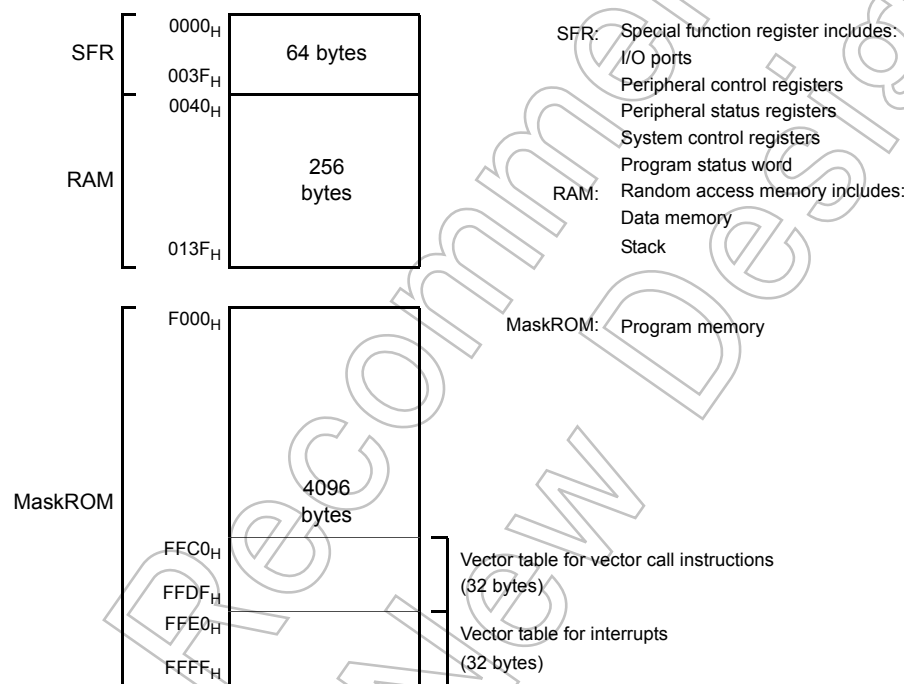 SFR
0000H
64 bytes
003FH
RAM
0040H
256
bytes
013FH
MaskROM
F000H
4096
bytes
FFC0H
FFDFH
FFE0H
FFFFH
Vector table for vector call instructions
(32 bytes)
Vector table for interrupts
(32 bytes)
SFR: Special function register includes:
I/O ports
Peripheral control registers
Peripheral status registers
System control registers
Program status word
RAM: Random access memory includes:
Data memory
Stack
MaskROM: Program memory
Recommen
New Desig